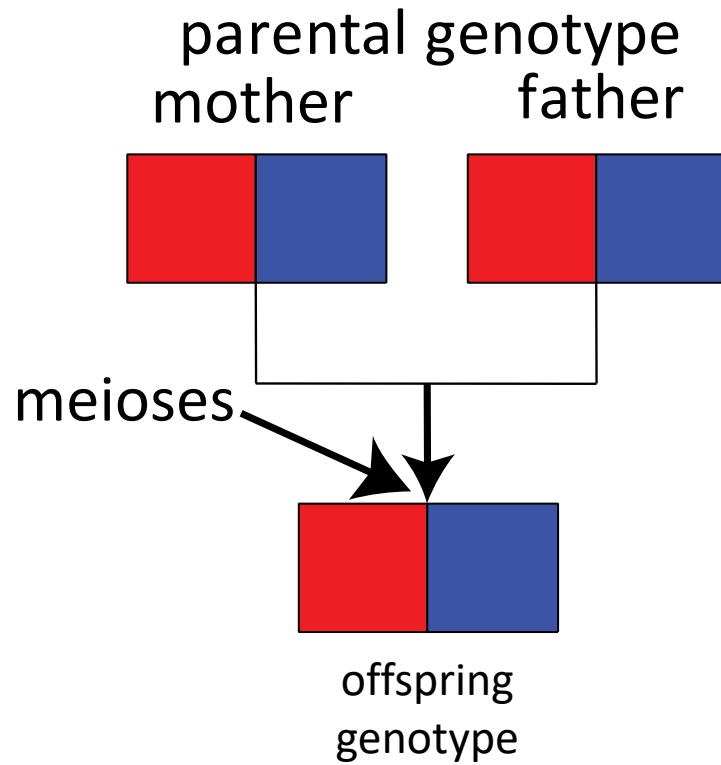 parental genotype
mother father
meioses
offspring
genotype